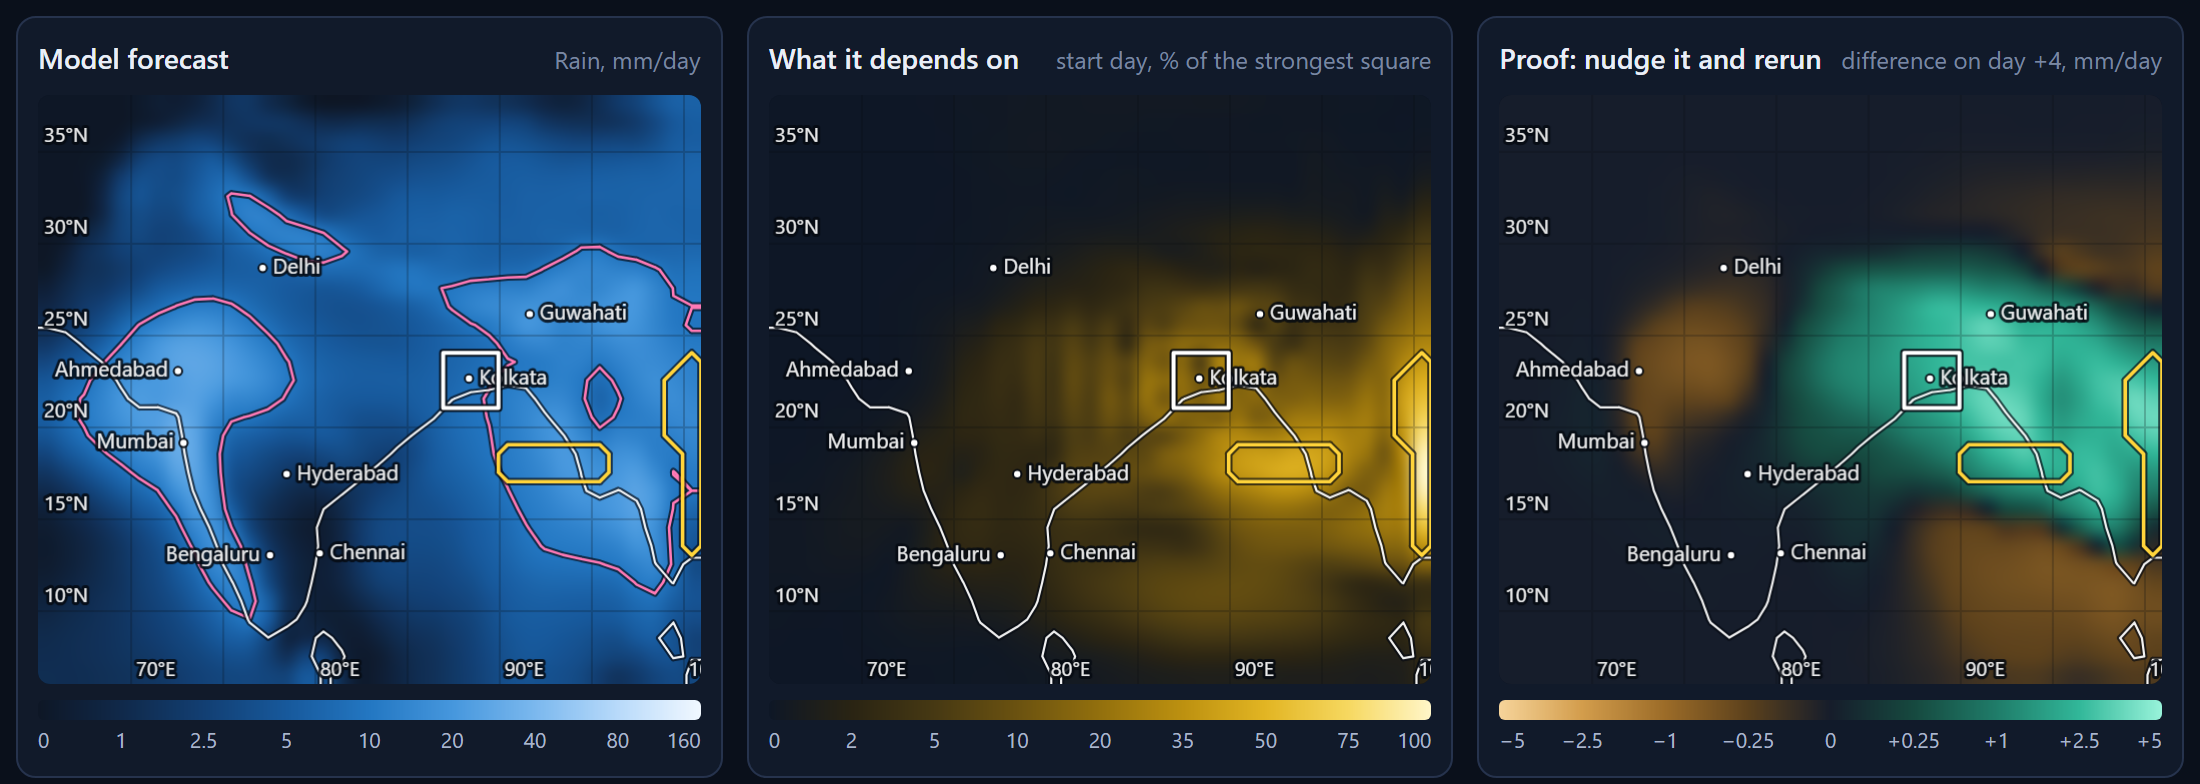 Model forecast
Rain, mm/day
35°N
30°N
Delhi
Guwahati
25°N
Ahmedabad
Kolkata
20°N
Mumbai
Hyderabad
15°N
Bengaluru
Chennai
10°N
70°E 80°E 90°E
0 1 2.5 5 10 20 40 80 160
What it depends on
start day, % of the strongest square
35°N
30°N
Delhi
Guwahati
25°N
Ahmedabad
Kolkata
20°N
Mumbai
Hyderabad
15°N
Bengaluru
Chennai
10°N
70°E 80°E 90°E
0 2 5 10 20 35 50 75 100
Proof: nudge it and rerun
difference on day +4, mm/day
35°N
30°N
Delhi
Guwahati
25°N
Ahmedabad
Kolkata
20°N
Mumbai
Hyderabad
15°N
Bengaluru
Chennai
10°N
70°E 80°E 90°E
−5 −2.5 −1 −0.25 0 +0.25 +1 +2.5 +5